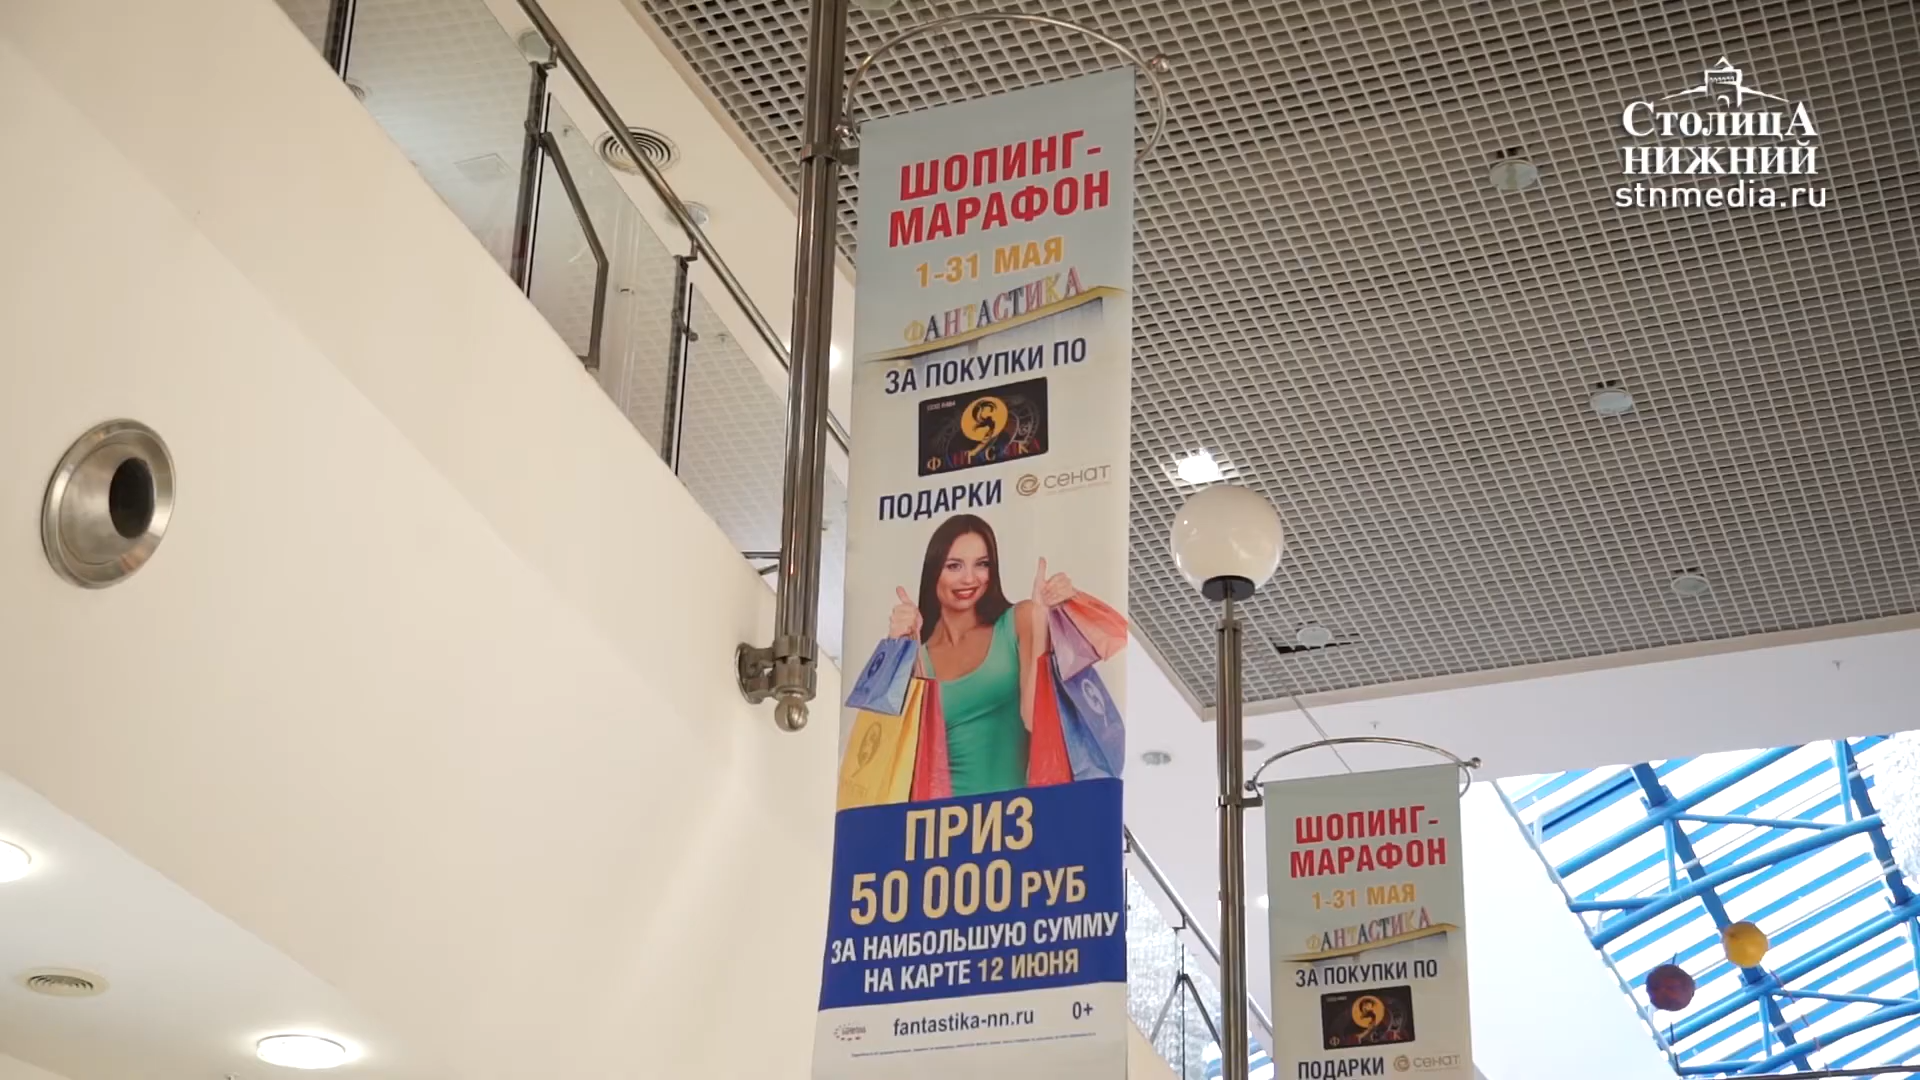 СтолицА
нижний
stnmedia.ru
ШОПИНГ-
МАРАФОН
1-31 МАЯ
ФАНТАСТИКА
ЗА ПОКУПКИ ПО
ФАНТАСТИКА
ПОДАРКИ
сенат
ПРИЗ
50 000 РУБ
ЗА НАИБОЛЬШУЮ СУММУ
НА КАРТЕ 12 ИЮНЯ
fantastika-nn.ru
0+
ШОПИНГ-
МАРАФОН
1-31 МАЯ
ФАНТАСТИКА
ЗА ПОКУПКИ ПО
ПОДАРКИ
сенат